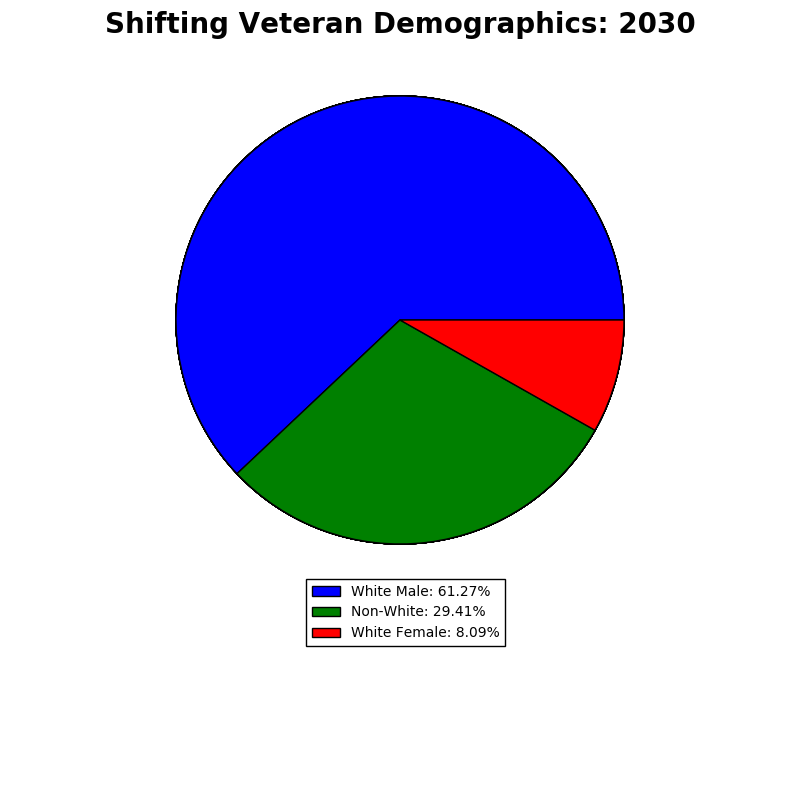 Shifting Veteran Demographics: 2030
White Male: 61.27%
Non-White: 29.41%
White Female: 8.09%